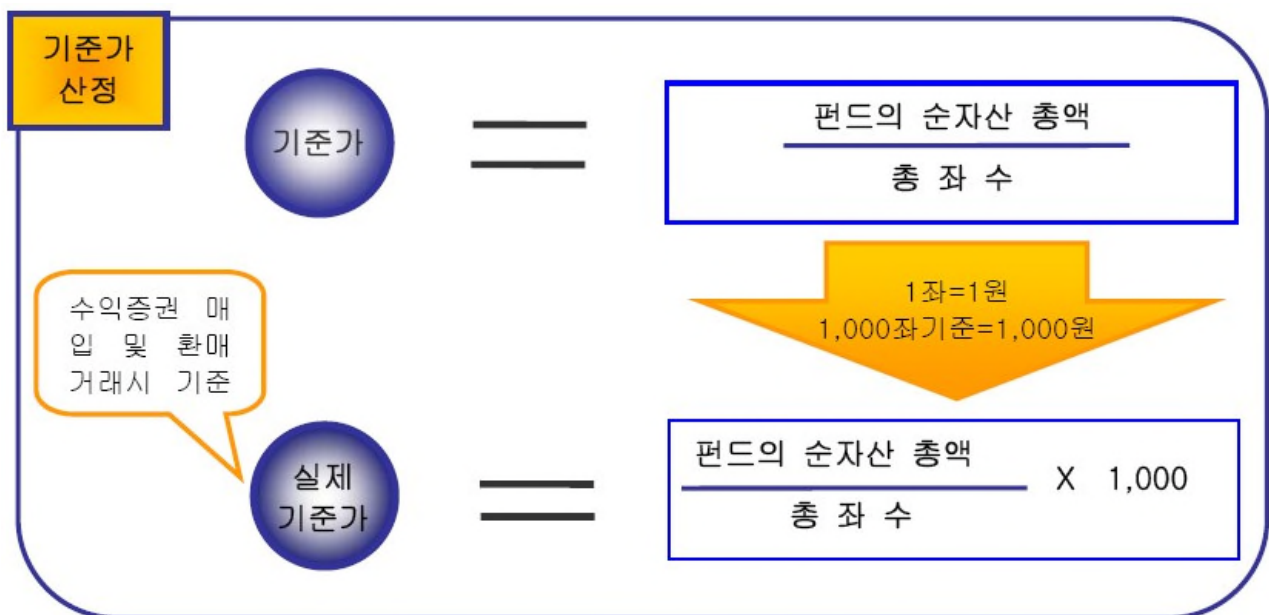 기준가
산정
기준가
펀드의 순자산 총액
총 좌 수
1좌=1원
1,000좌기준=1,000원
수익증권 매
입 및 환매
거래시 기준
실제
기준가
펀드의 순자산 총액
총 좌 수
X 1,000